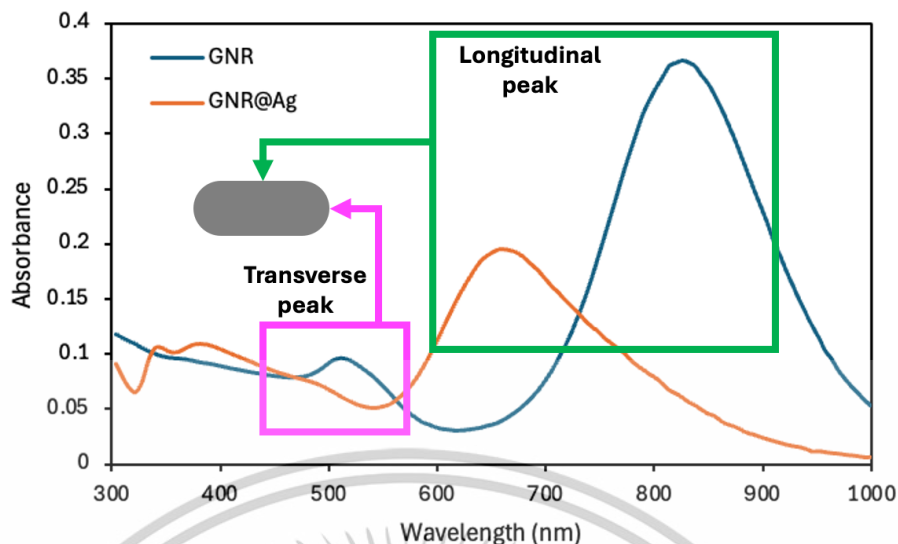 0.4
0.35
0.3
0.25
0.2
0.15
0.1
0.05
0
Absorbance
GNR
GNR@Ag
Longitudinal
peak
Transverse
peak
300
400
500
600
700
800
900
1000
Wavelength (nm)